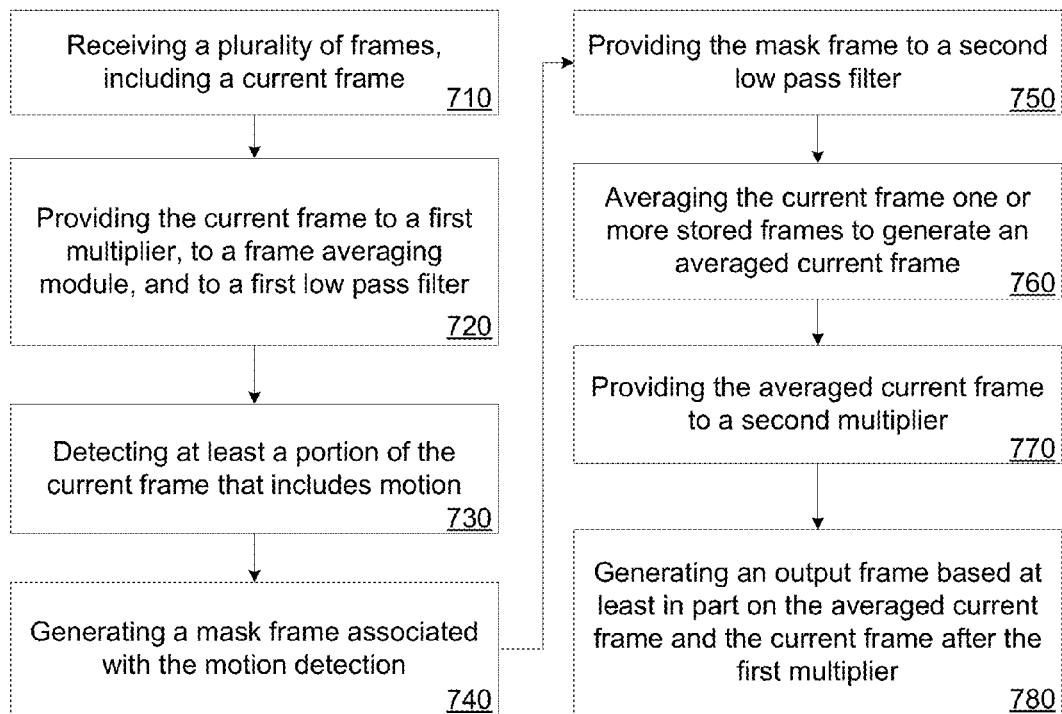 Receiving a plurality of frames,
including a current frame
710
Providing the current frame to a first
multiplier, to a frame averaging
module, and to a first low pass filter
720
Detecting at least a portion of the
current frame that includes motion
730
Generating a mask frame associated
with the motion detection
740
Providing the mask frame to a second
low pass filter
750
Averaging the current frame one or
more stored frames to generate an
averaged current frame
760
Providing the averaged current frame
to a second multiplier
770
Generating an output frame based at
least in part on the averaged current
frame and the current frame after the
first multiplier
780